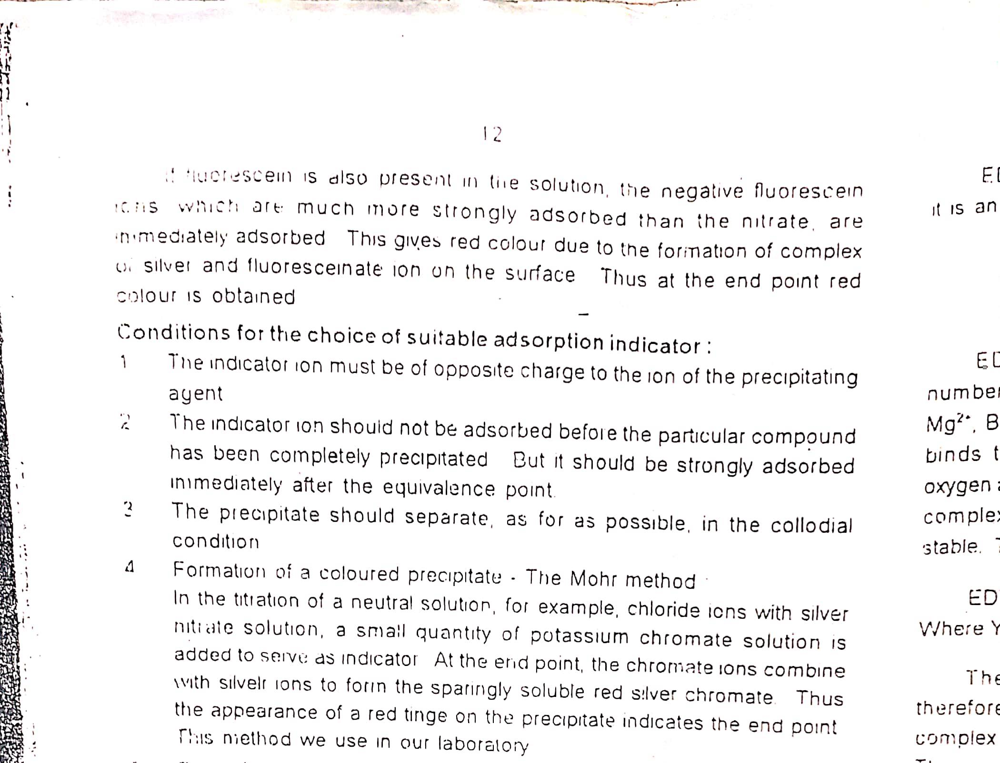 12
If fluorescein is also present in the solution, the negative fluorescein
ions which are much more strongly adsorbed than the nitrate, are
immediately adsorbed This gives red colour due to the formation of complex
of silver and fluoresceinate ion on the surface Thus at the end point red
colour is obtained
Conditions for the choice of suitable adsorption indicator :
1 The indicator ion must be of opposite charge to the ion of the precipitating
agent
2 The indicator ion should not be adsorbed before the particular compound
has been completely precipitated But it should be strongly adsorbed
immediately after the equivalence point.
3 The precipitate should separate, as for as possible, in the collodial
condition
4 Formation of a coloured precipitate - The Mohr method
In the titration of a neutral solution, for example, chloride ions with silver
nitrate solution, a small quantity of potassium chromate solution is
added to serve as indicator At the end point, the chromate ions combine
with silvelr ions to form the sparingly soluble red silver chromate. Thus
the appearance of a red tinge on the precipitate indicates the end point
This method we use in our laboratory
it is an
number
Mg²⁺, B
binds t
oxygen
complex
stable.
ED
Where Y
The
therefore
complex